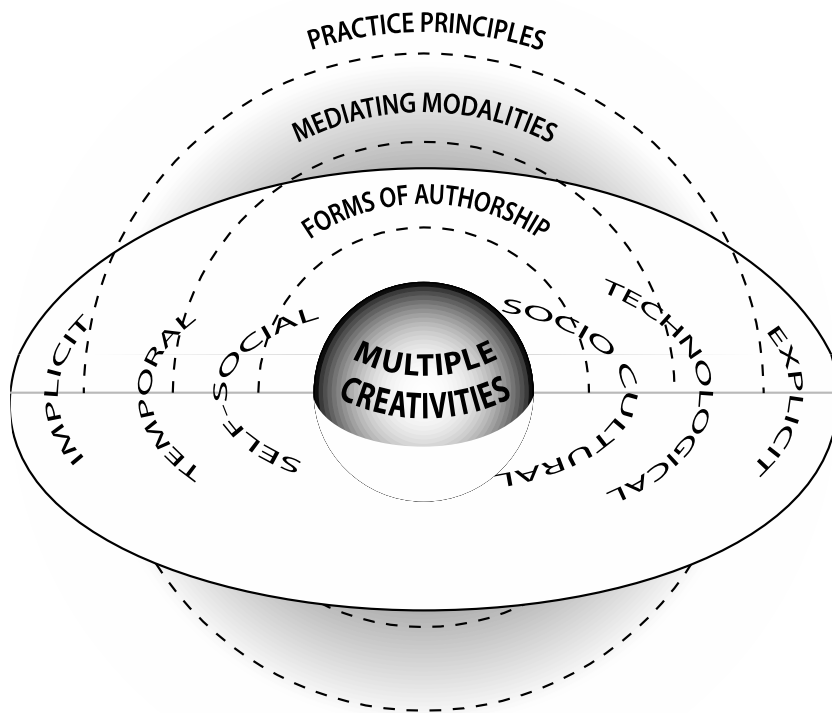 PRACTICE PRINCIPLES
MEDIATING MODALITIES
FORMS OF AUTHORSHIP
IMPLICIT
TEMPORAL
SELF-SOCIAL
MULTIPLE
CREATIVITIES
SOCIO CULTURAL
TECHNOLOGICAL
EXPLICIT